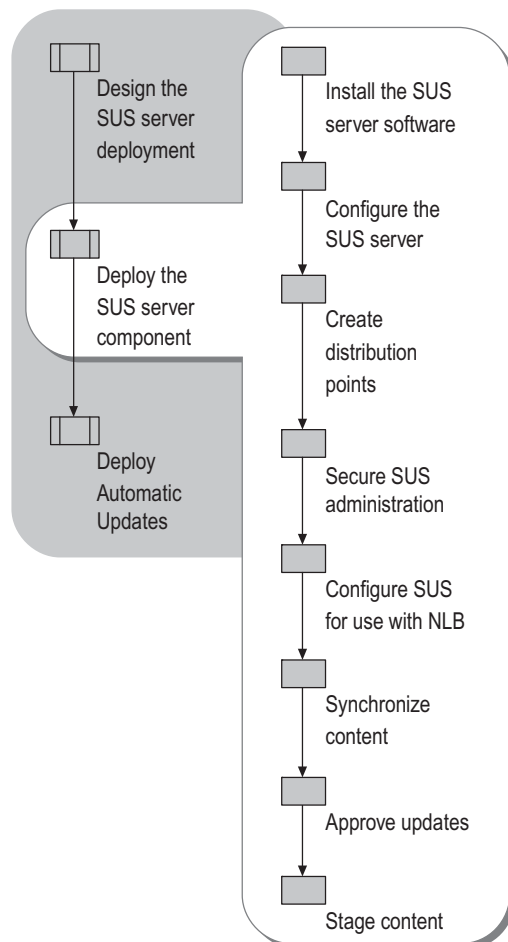 Design the
SUS server
deployment
Deploy the
SUS server
component
Deploy
Automatic
Updates
Install the SUS
server software
Configure the
SUS server
Create
distribution
points
Secure SUS
administration
Configure SUS
for use with NLB
Synchronize
content
Approve updates
Stage content